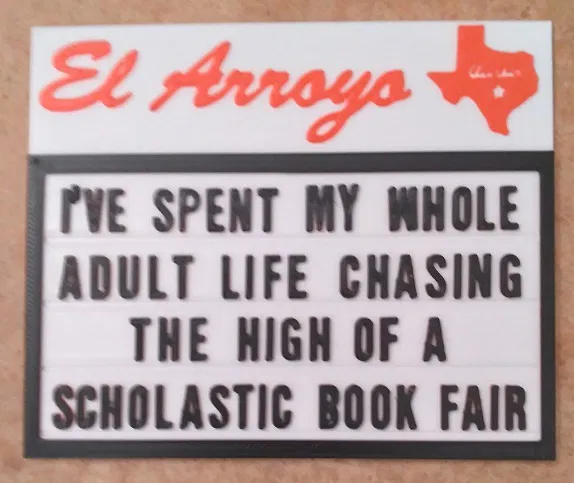 El Arroyo
I'VE SPENT MY WHOLE
ADULT LIFE CHASING
THE HIGH OF A
SCHOLASTIC BOOK FAIR